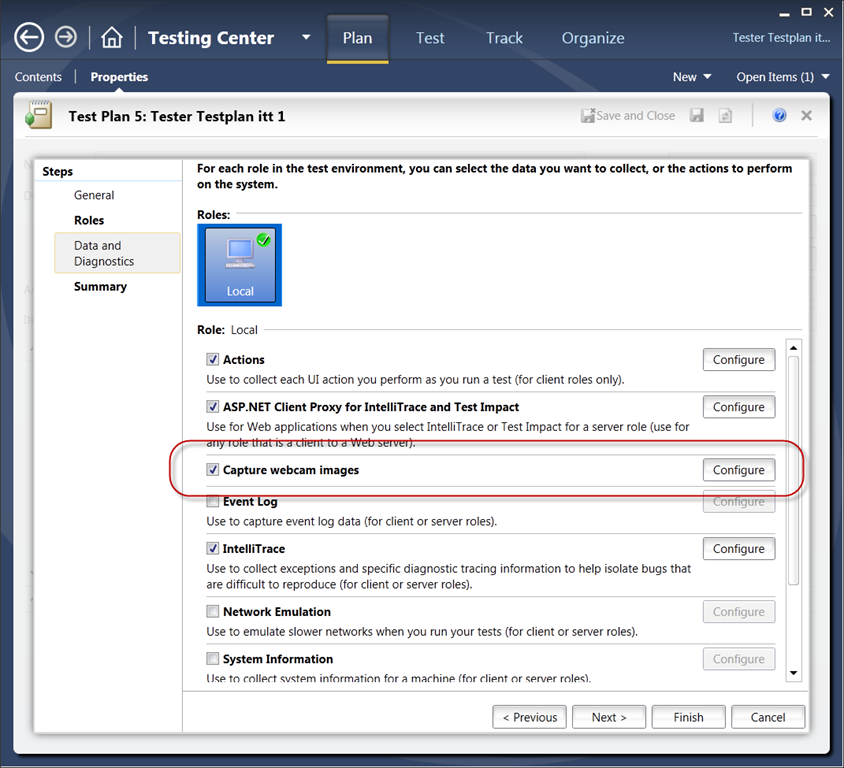 Testing Center
Plan
Test
Track
Organize
Tester Testplan it...
Contents
Properties
New
Open Items (1)
Test Plan 5: Tester Testplan itt 1
Save and Close
Steps
General
Roles
Data and
Diagnostics
Summary
For each role in the test environment, you can select the data you want to collect, or the actions to perform
on the system.
Roles:
Local
Role: Local
Actions
Configure
Use to collect each UI action you perform as you run a test (for client roles only).
ASP.NET Client Proxy for IntelliTrace and Test Impact
Configure
Use for Web applications when you select IntelliTrace or Test Impact for a server role (use for
any role that is a client to a Web server).
Capture webcam images
Configure
Event Log
Configure
Use to capture event log data (for client or server roles).
IntelliTrace
Configure
Use to collect exceptions and specific diagnostic tracing information to help isolate bugs that
are difficult to reproduce (for client or server roles).
Network Emulation
Configure
Use to emulate slower networks when you run your tests (for client or server roles).
System Information
Configure
Use to collect system information for a machine (for client or server roles).
< Previous
Next >
Finish
Cancel